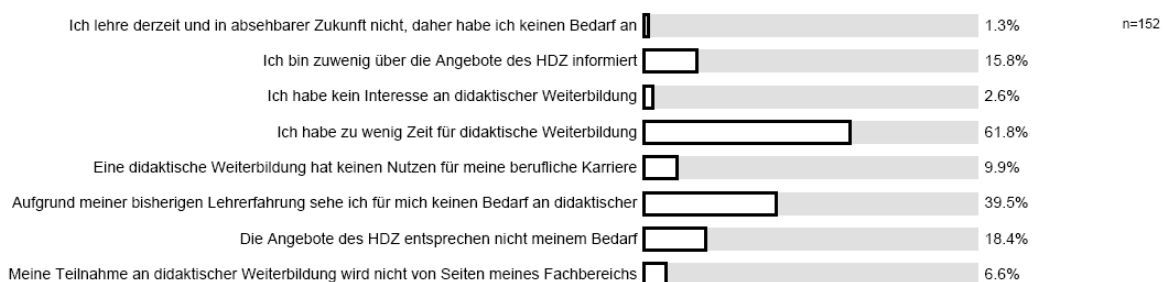 Ich lehre derzeit und in absehbarer Zukunft nicht, daher habe ich keinen Bedarf an 1.3% n=152
Ich bin zuwenig über die Angebote des HDZ informiert 15.8%
Ich habe kein Interesse an didaktischer Weiterbildung 2.6%
Ich habe zu wenig Zeit für didaktische Weiterbildung 61.8%
Eine didaktische Weiterbildung hat keinen Nutzen für meine berufliche Karriere 9.9%
Aufgrund meiner bisherigen Lehrerfahrung sehe ich für mich keinen Bedarf an didaktischer 39.5%
Die Angebote des HDZ entsprechen nicht meinem Bedarf 18.4%
Meine Teilnahme an didaktischer Weiterbildung wird nicht von Seiten meines Fachbereichs 6.6%